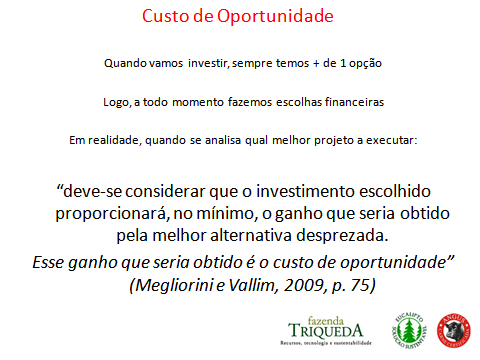 Custo de Oportunidade
Quando vamos investir, sempre temos + de 1 opção
Logo, a todo momento fazemos escolhas financeiras
Em realidade, quando se analisa qual melhor projeto a executar:
“deve-se considerar que o investimento escolhido
proporcionará, no mínimo, o ganho que seria obtido
pela melhor alternativa desprezada.
Esse ganho que seria obtido é o custo de oportunidade”
(Megliorini e Vallim, 2009, p. 75)
fazenda
TRIQUEDA
Recursos, tecnologia e sustentabilidade
EUCALIPTO
SOLUÇÃO SUSTENTÁVEL
ANGUS